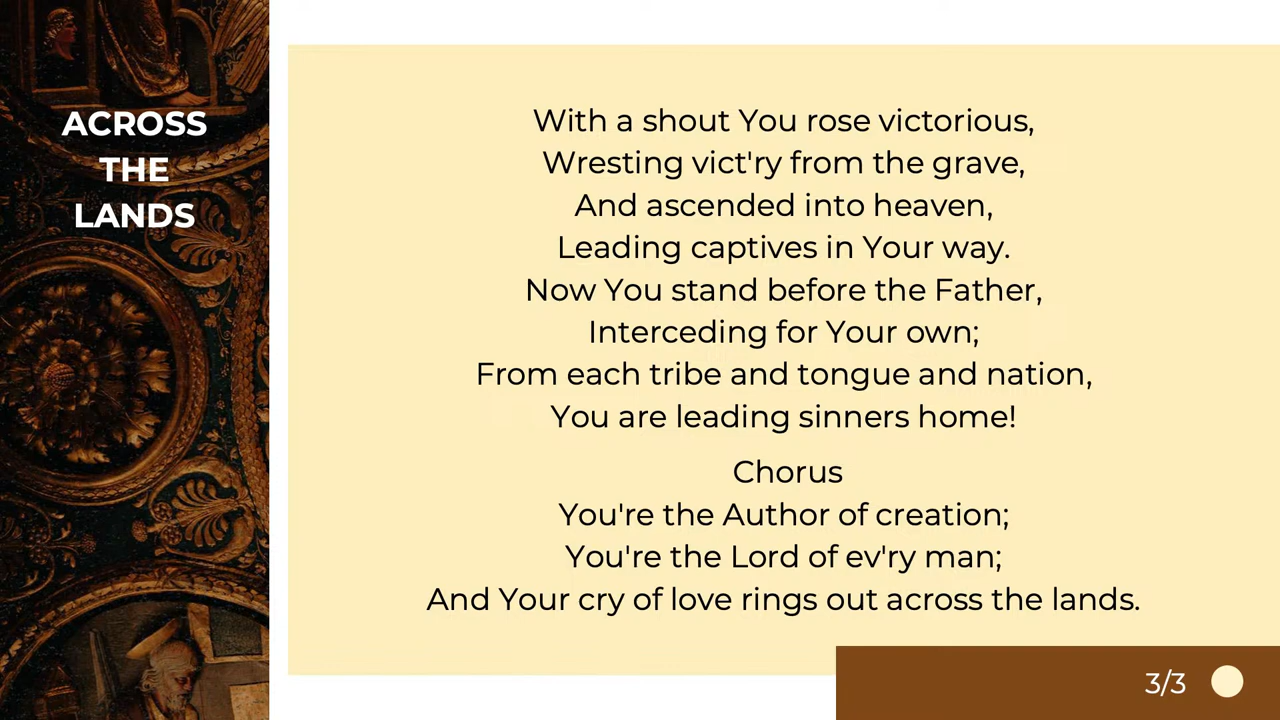 ACROSS
THE
LANDS
With a shout You rose victorious,
Wresting vict'ry from the grave,
And ascended into heaven,
Leading captives in Your way.
Now You stand before the Father,
Interceding for Your own;
From each tribe and tongue and nation,
You are leading sinners home!
Chorus
You're the Author of creation;
You're the Lord of ev'ry man;
And Your cry of love rings out across the lands.
3/3